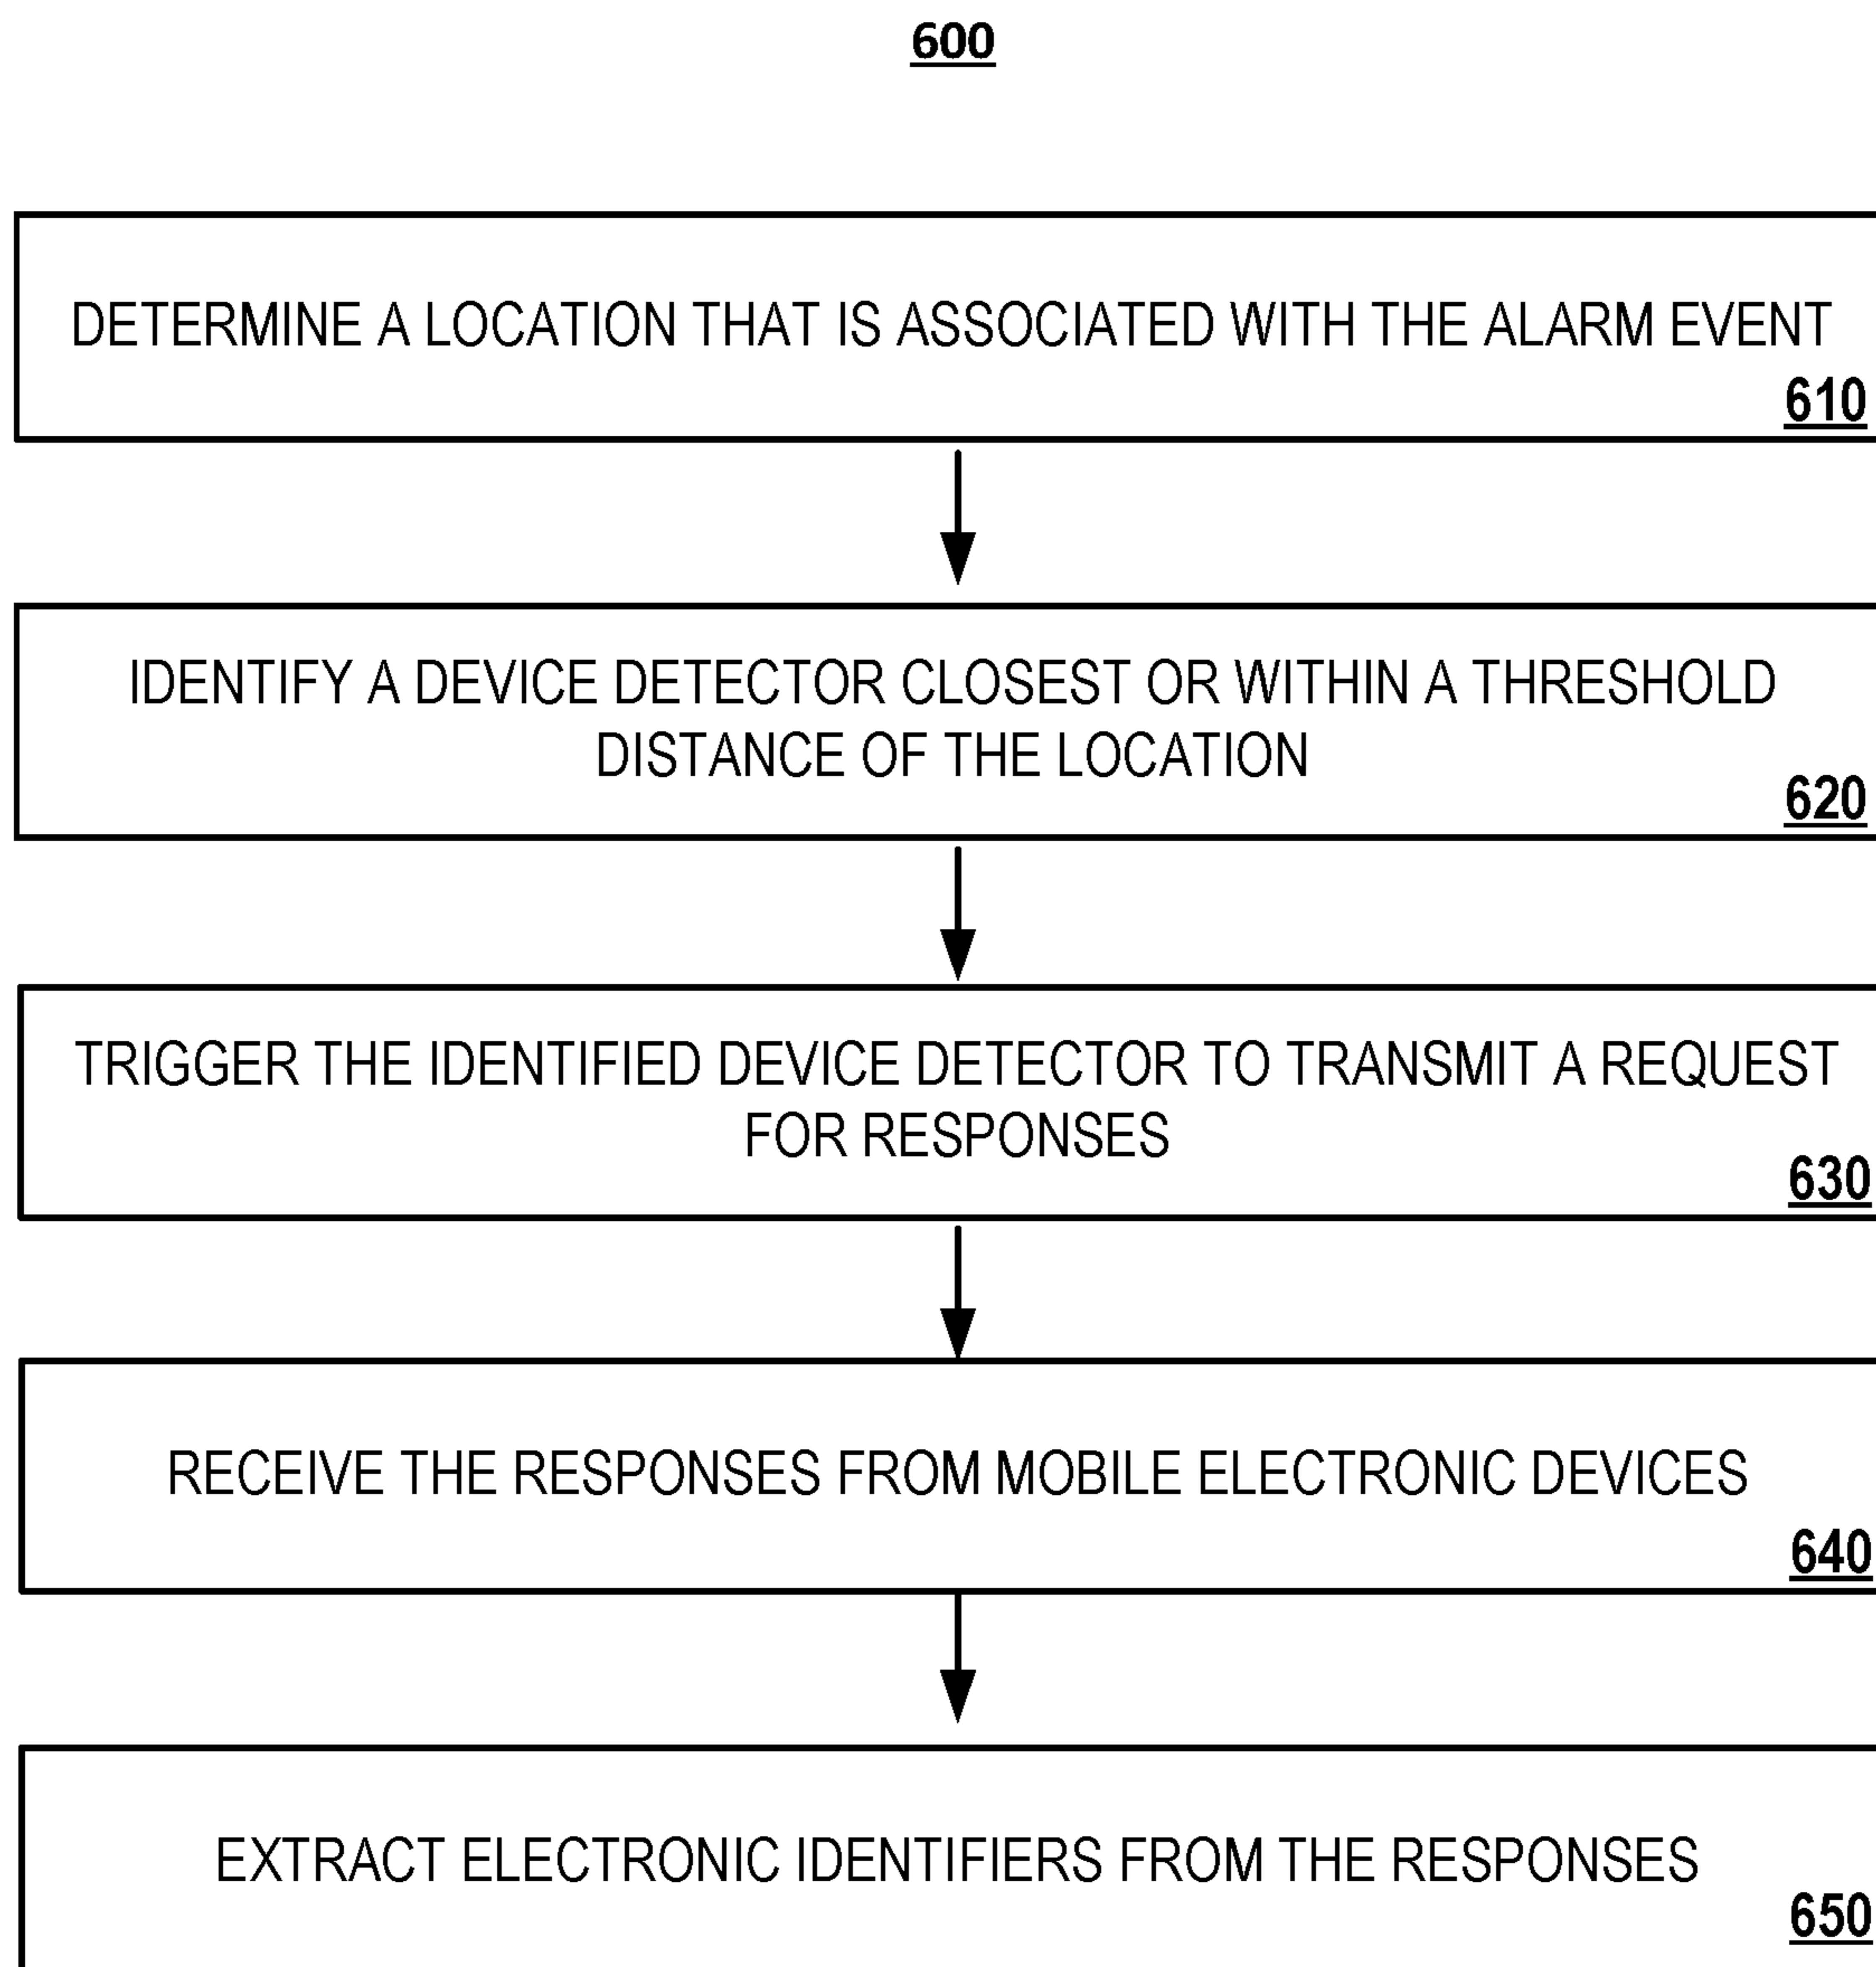 600
DETERMINE A LOCATION THAT IS ASSOCIATED WITH THE ALARM EVENT
610
IDENTIFY A DEVICE DETECTOR CLOSEST OR WITHIN A THRESHOLD
DISTANCE OF THE LOCATION
620
TRIGGER THE IDENTIFIED DEVICE DETECTOR TO TRANSMIT A REQUEST
FOR RESPONSES
630
RECEIVE THE RESPONSES FROM MOBILE ELECTRONIC DEVICES
640
EXTRACT ELECTRONIC IDENTIFIERS FROM THE RESPONSES
650